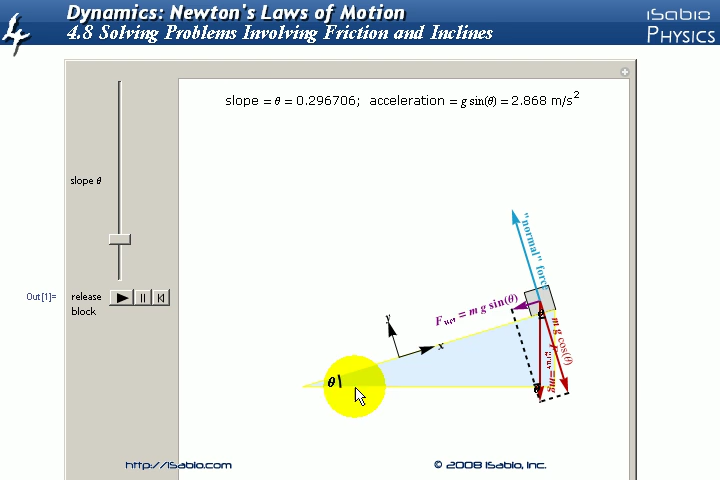 Dynamics: Newton's Laws of Motion
4.8 Solving Problems Involving Friction and Inclines
iSabio
PHYSICS
slope = θ = 0.296706; acceleration = g sin(θ) = 2.868 m/s²
slope θ
"normal" force
Out[1]=
release
block
F net = m g sin(θ)
m g cos(θ)
y
x
θ
θ
http://iSabio.com
© 2008 iSabio, Inc.